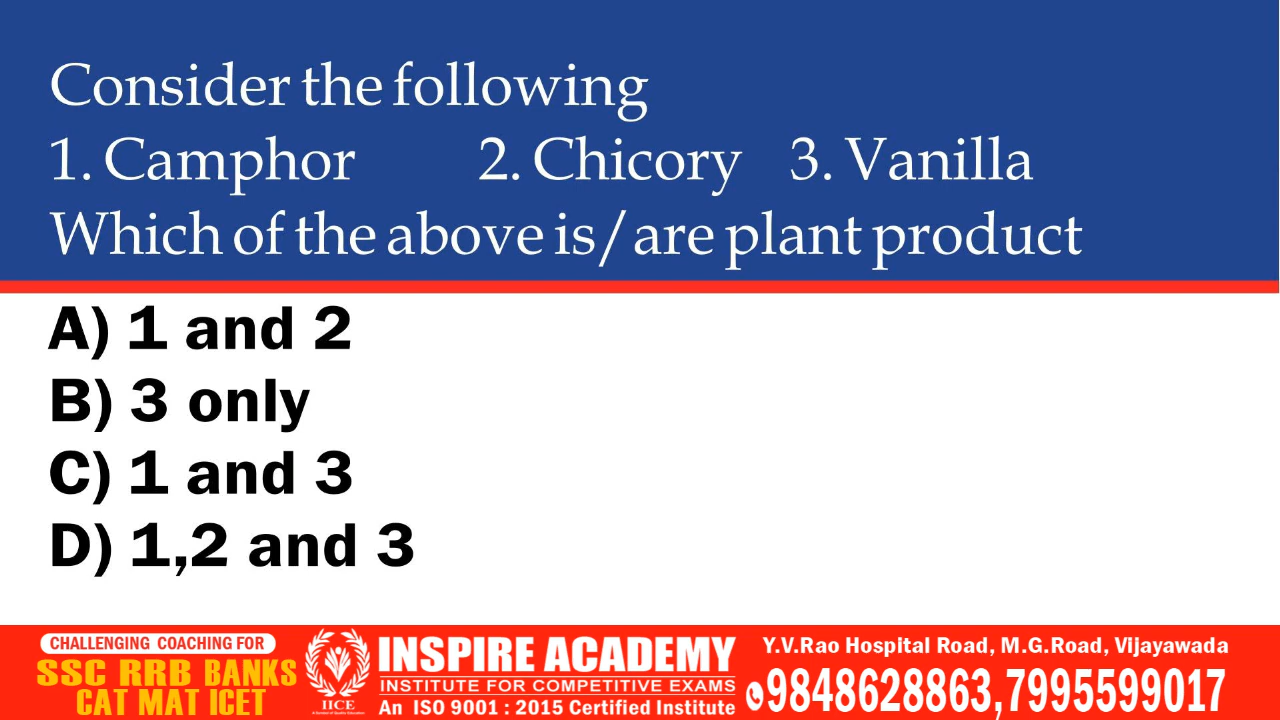 Consider the following
1. Camphor 2. Chicory 3. Vanilla
Which of the above is/are plant product
A) 1 and 2
B) 3 only
C) 1 and 3
D) 1,2 and 3
CHALLENGING COACHING FOR
SSC RRB BANKS
CAT MAT ICET
IICE
INSPIRE ACADEMY
INSTITUTE FOR COMPETITIVE EXAMS
An ISO 9001 : 2015 Certified Institute
Y.V.Rao Hospital Road, M.G.Road, Vijayawada
9848628863,7995599017